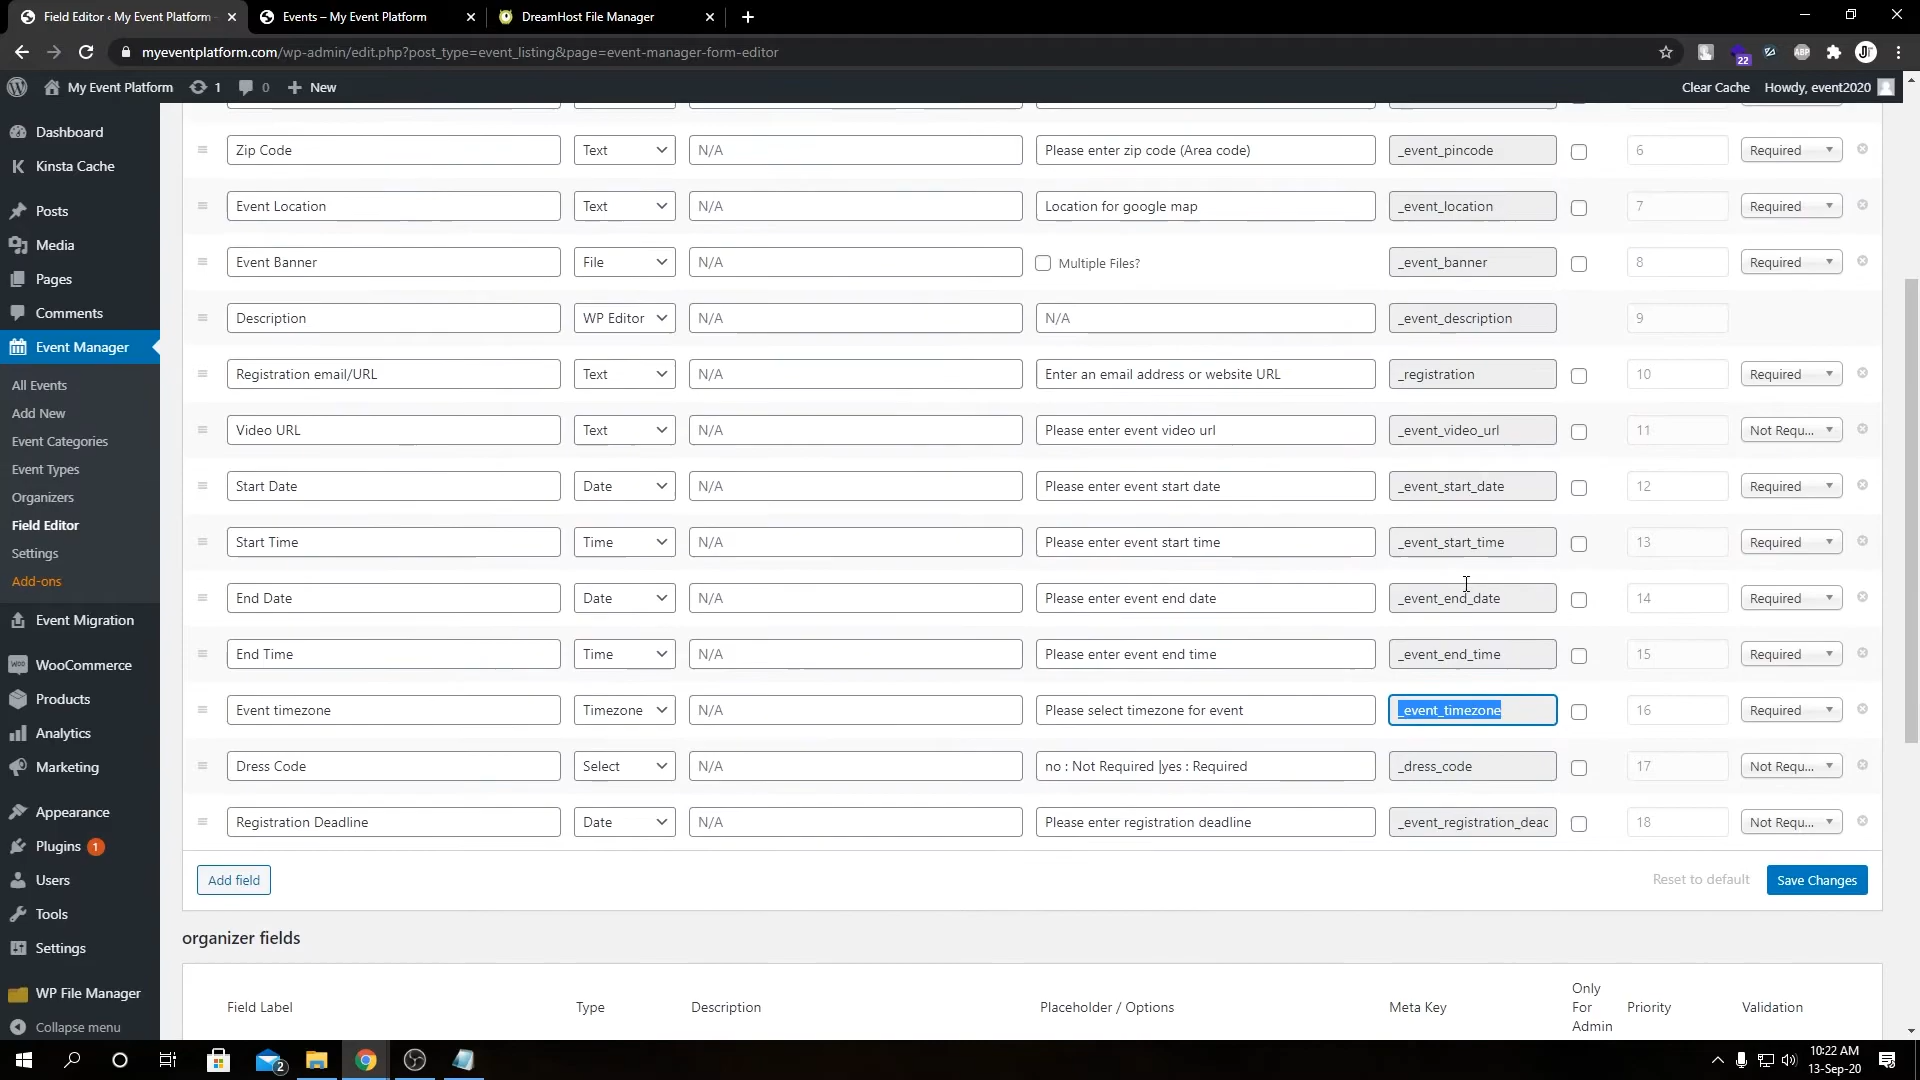 Field Editor ‹ My Event Platform
Events – My Event Platform
DreamHost File Manager
myeventplatform.com/wp-admin/edit.php?post_type=event_listing&page=event-manager-form-editor
22
ABP
My Event Platform
1
0
New
Clear Cache
Howdy, event2020
Dashboard
Kinsta Cache
Posts
Media
Pages
Comments
Event Manager
All Events
Add New
Event Categories
Event Types
Organizers
Field Editor
Settings
Add-ons
Event Migration
WooCommerce
Products
Analytics
Marketing
Appearance
Plugins 1
Users
Tools
Settings
WP File Manager
Collapse menu
Zip Code Text N/A Please enter zip code (Area code) _event_pincode 6 Required
Event Location Text N/A Location for google map _event_location 7 Required
Event Banner File N/A Multiple Files? _event_banner 8 Required
Description WP Editor N/A N/A _event_description 9
Registration email/URL Text N/A Enter an email address or website URL _registration 10 Required
Video URL Text N/A Please enter event video url _event_video_url 11 Not Requ...
Start Date Date N/A Please enter event start date _event_start_date 12 Required
Start Time Time N/A Please enter event start time _event_start_time 13 Required
End Date Date N/A Please enter event end date _event_end_date 14 Required
End Time Time N/A Please enter event end time _event_end_time 15 Required
Event timezone Timezone N/A Please select timezone for event _event_timezone 16 Required
Dress Code Select N/A no : Not Required |yes : Required _dress_code 17 Not Requ...
Registration Deadline Date N/A Please enter registration deadline _event_registration_deac 18 Not Requ...
Add field
Reset to default
Save Changes
organizer fields
Field Label Type Description Placeholder / Options Meta Key Only For Admin Priority Validation
2
10:22 AM
13-Sep-20